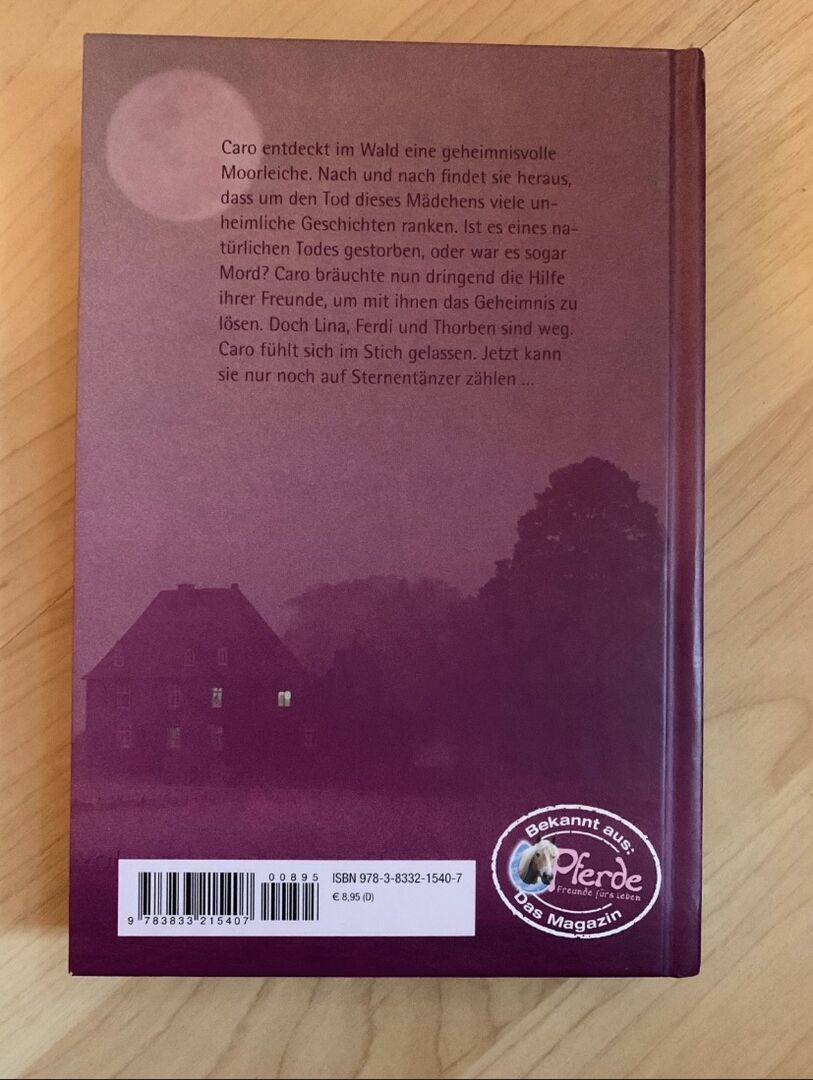 Caro entdeckt im Wald eine geheimnisvolle
Moorleiche. Nach und nach findet sie heraus,
dass um den Tod dieses Mädchens viele un-
heimliche Geschichten ranken. Ist es eines na-
türlichen Todes gestorben, oder war es sogar
Mord? Caro bräuchte nun dringend die Hilfe
ihrer Freunde, um mit ihnen das Geheimnis zu
lösen. Doch Lina, Ferdi und Thorben sind weg.
Caro fühlt sich im Stich gelassen. Jetzt kann
sie nur noch auf Sternentänzer zählen ...
00895
ISBN 978-3-8332-1540-7
€ 8,95 (D)
9 783833 215407
Bekannt aus:
Pferde
Freunde fürs Leben
Das Magazin